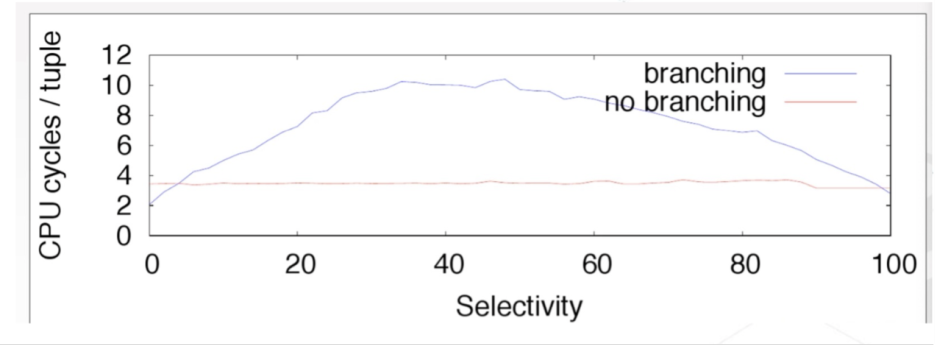 CPU cycles / tuple
12
10
8
6
4
2
0
branching
no branching
0 20 40 60 80 100
Selectivity